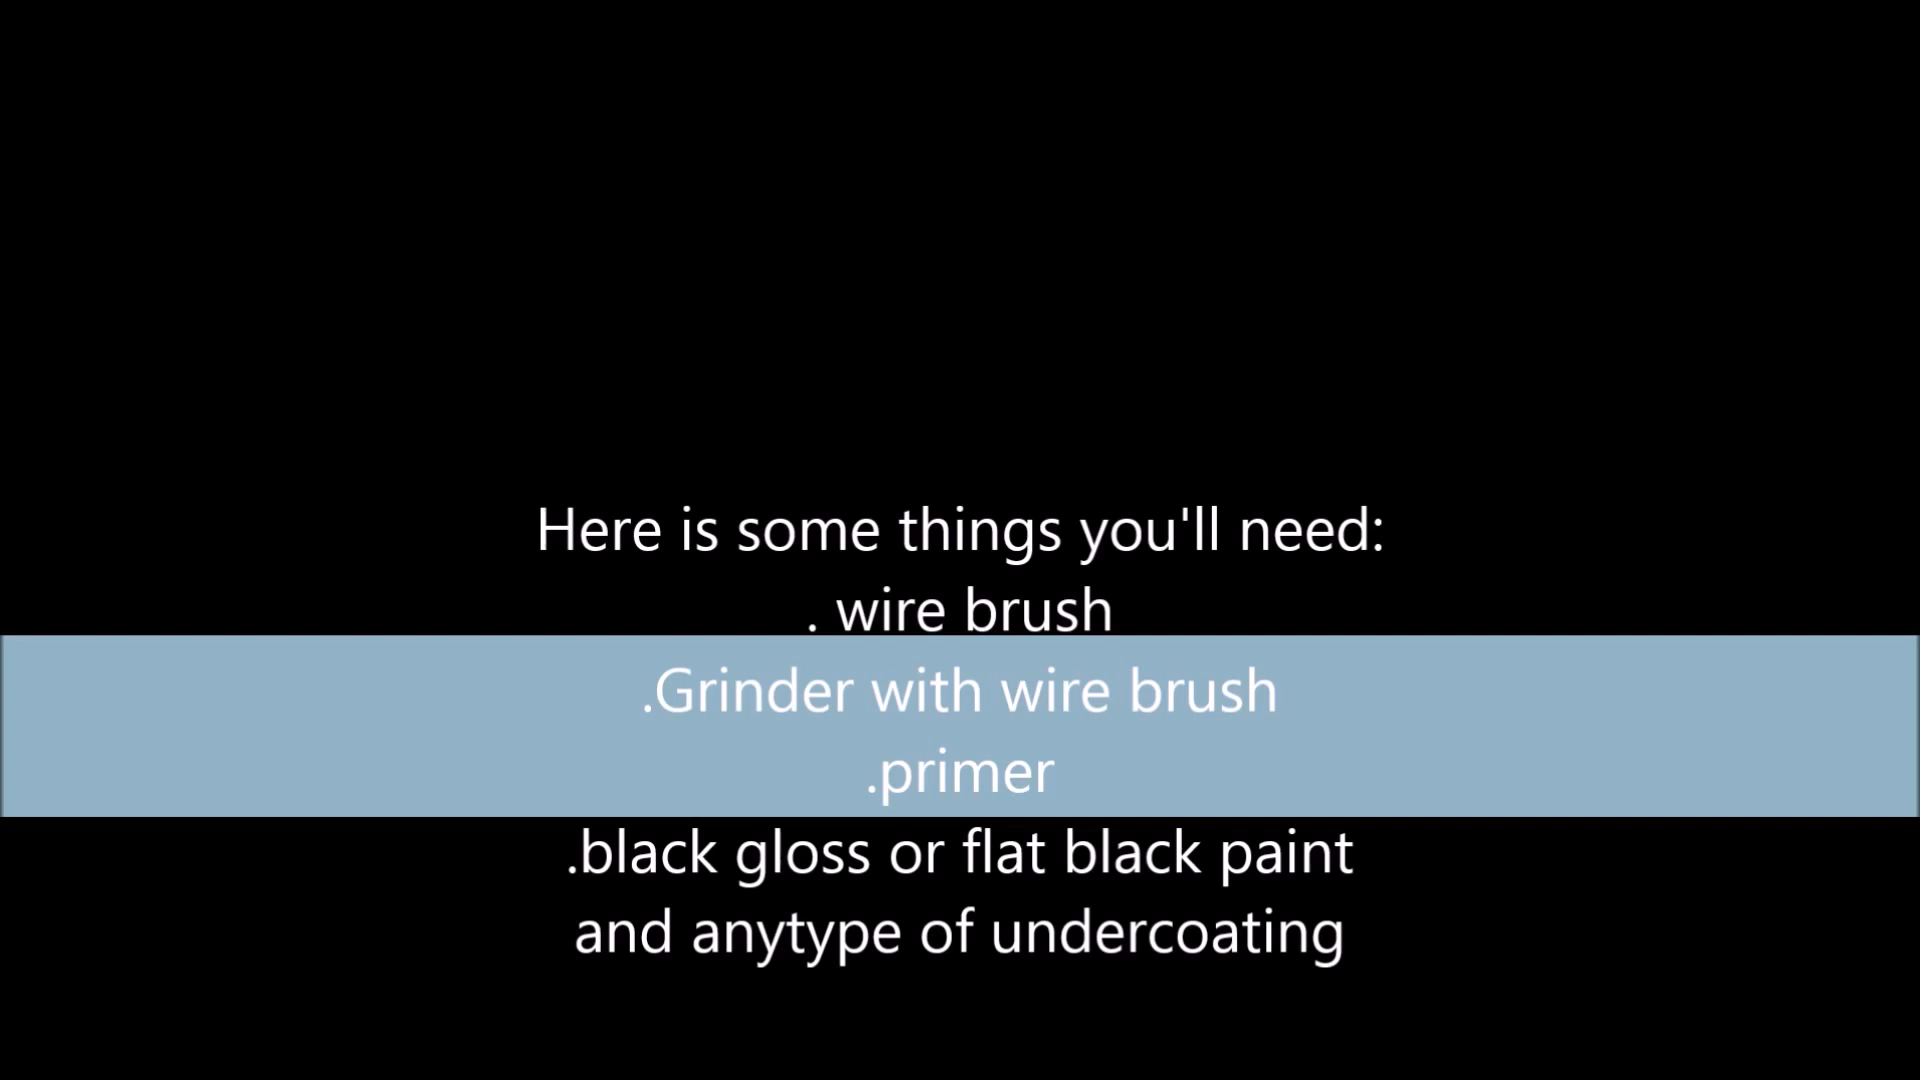 Here is some things you'll need:
. wire brush
.Grinder with wire brush
.primer
.black gloss or flat black paint
and anytype of undercoating